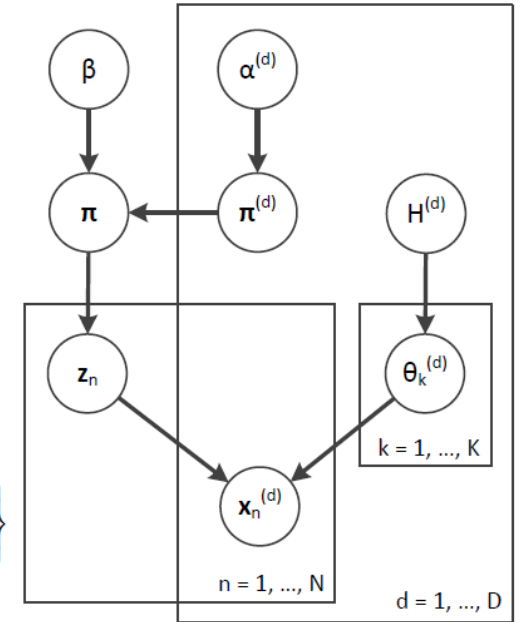 β α⁽ᵈ⁾
π π⁽ᵈ⁾ H⁽ᵈ⁾
zₙ θₖ⁽ᵈ⁾
k = 1, ..., K
xₙ⁽ᵈ⁾
n = 1, ..., N
d = 1, ..., D